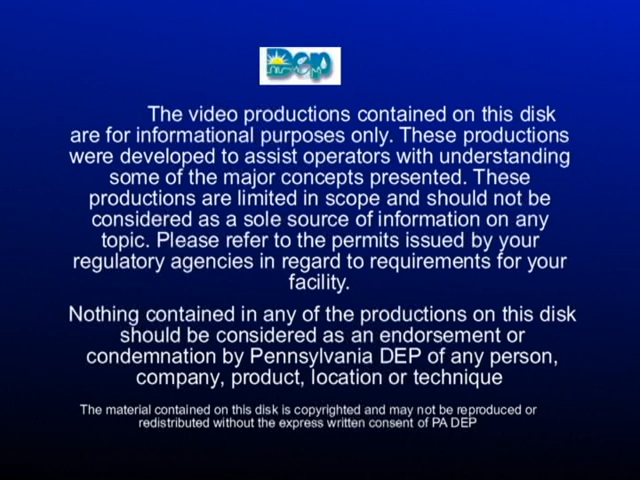 Dep
The video productions contained on this disk
are for informational purposes only. These productions
were developed to assist operators with understanding
some of the major concepts presented. These
productions are limited in scope and should not be
considered as a sole source of information on any
topic. Please refer to the permits issued by your
regulatory agencies in regard to requirements for your
facility.
Nothing contained in any of the productions on this disk
should be considered as an endorsement or
condemnation by Pennsylvania DEP of any person,
company, product, location or technique
The material contained on this disk is copyrighted and may not be reproduced or
redistributed without the express written consent of PA DEP